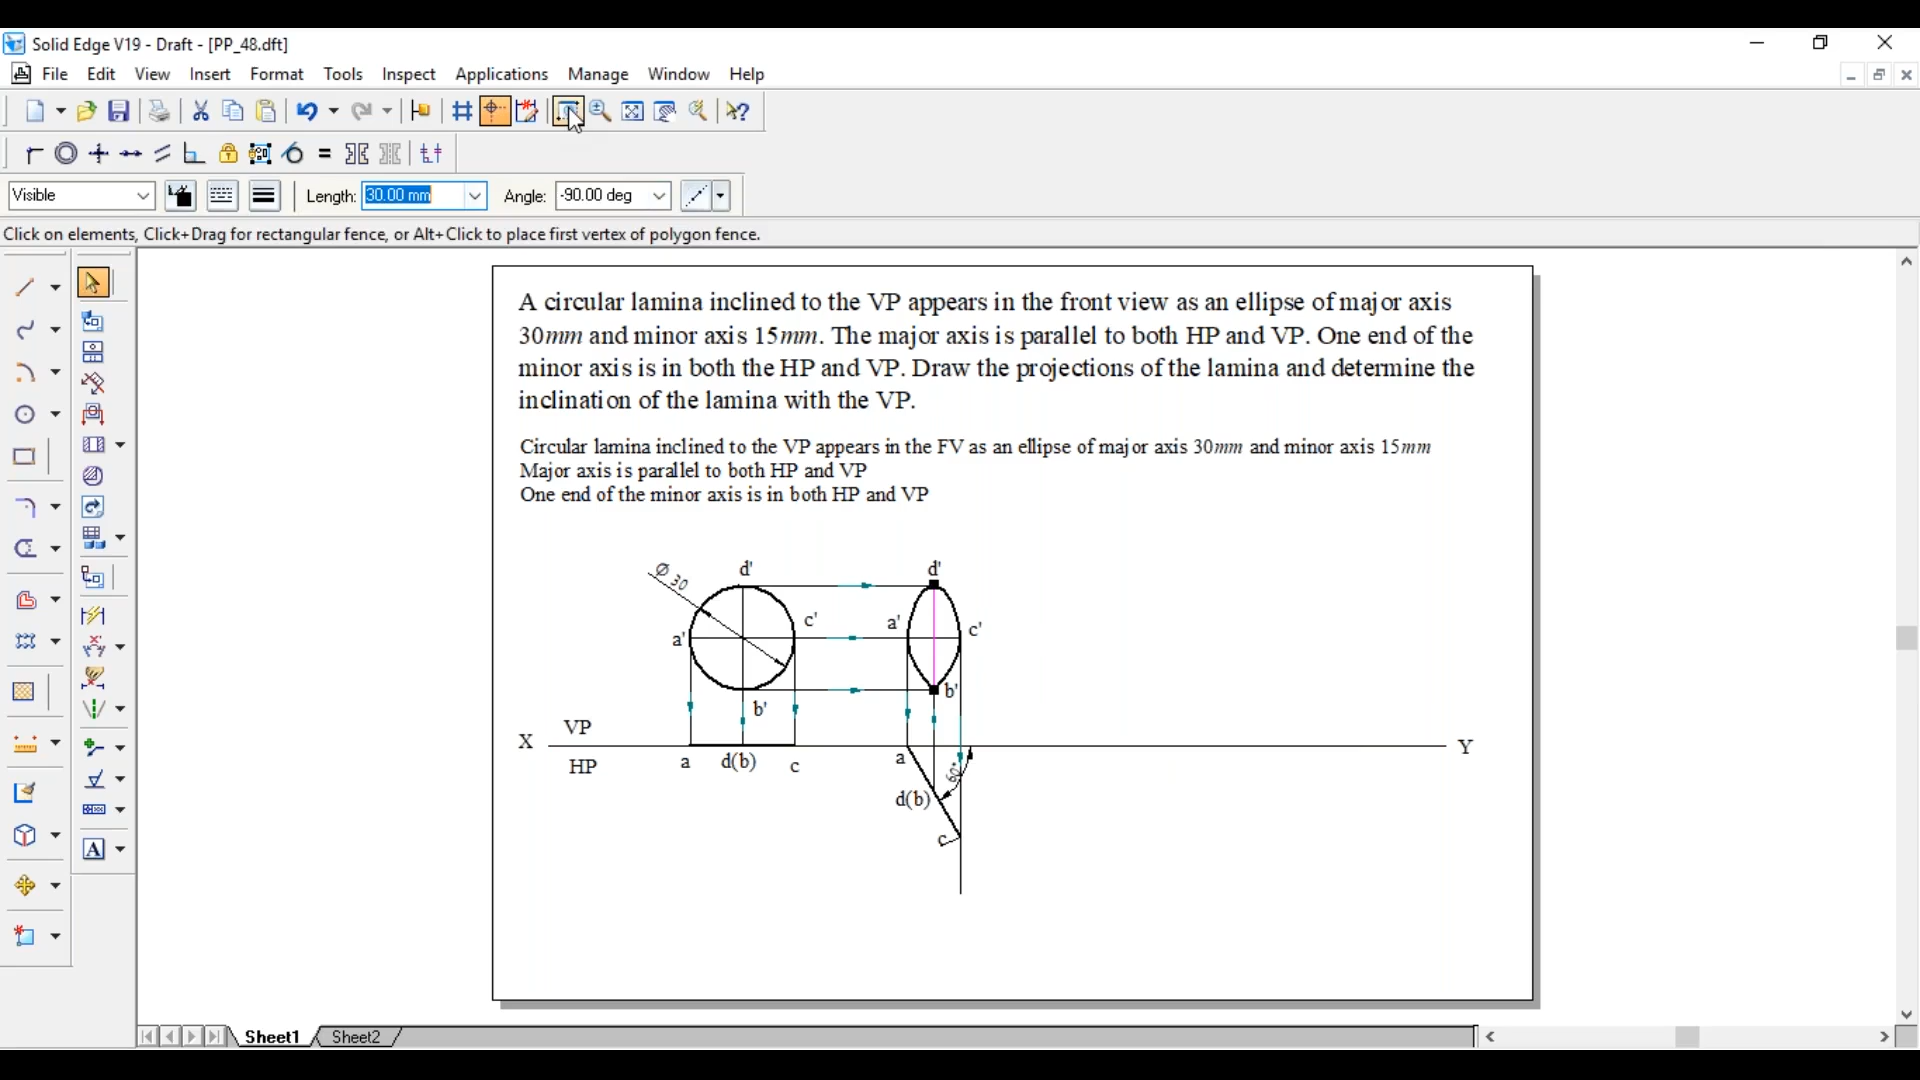 Solid Edge V19 - Draft - [PP_48.dft]
File Edit View Insert Format Tools Inspect Applications Manage Window Help
Visible Length: 30.00 mm Angle: -90.00 deg
Click on elements, Click+Drag for rectangular fence, or Alt+Click to place first vertex of polygon fence.
A circular lamina inclined to the VP appears in the front view as an ellipse of major axis
30mm and minor axis 15mm. The major axis is parallel to both HP and VP. One end of the
minor axis is in both the HP and VP. Draw the projections of the lamina and determine the
inclination of the lamina with the VP.
Circular lamina inclined to the VP appears in the FV as an ellipse of major axis 30mm and minor axis 15mm
Major axis is parallel to both HP and VP
One end of the minor axis is in both HP and VP
Ø 30 d' d'
a' c' a' c'
b' b'
VP
X Y
HP a d(b) c a 60°
d(b)
c
A
Sheet1 Sheet2